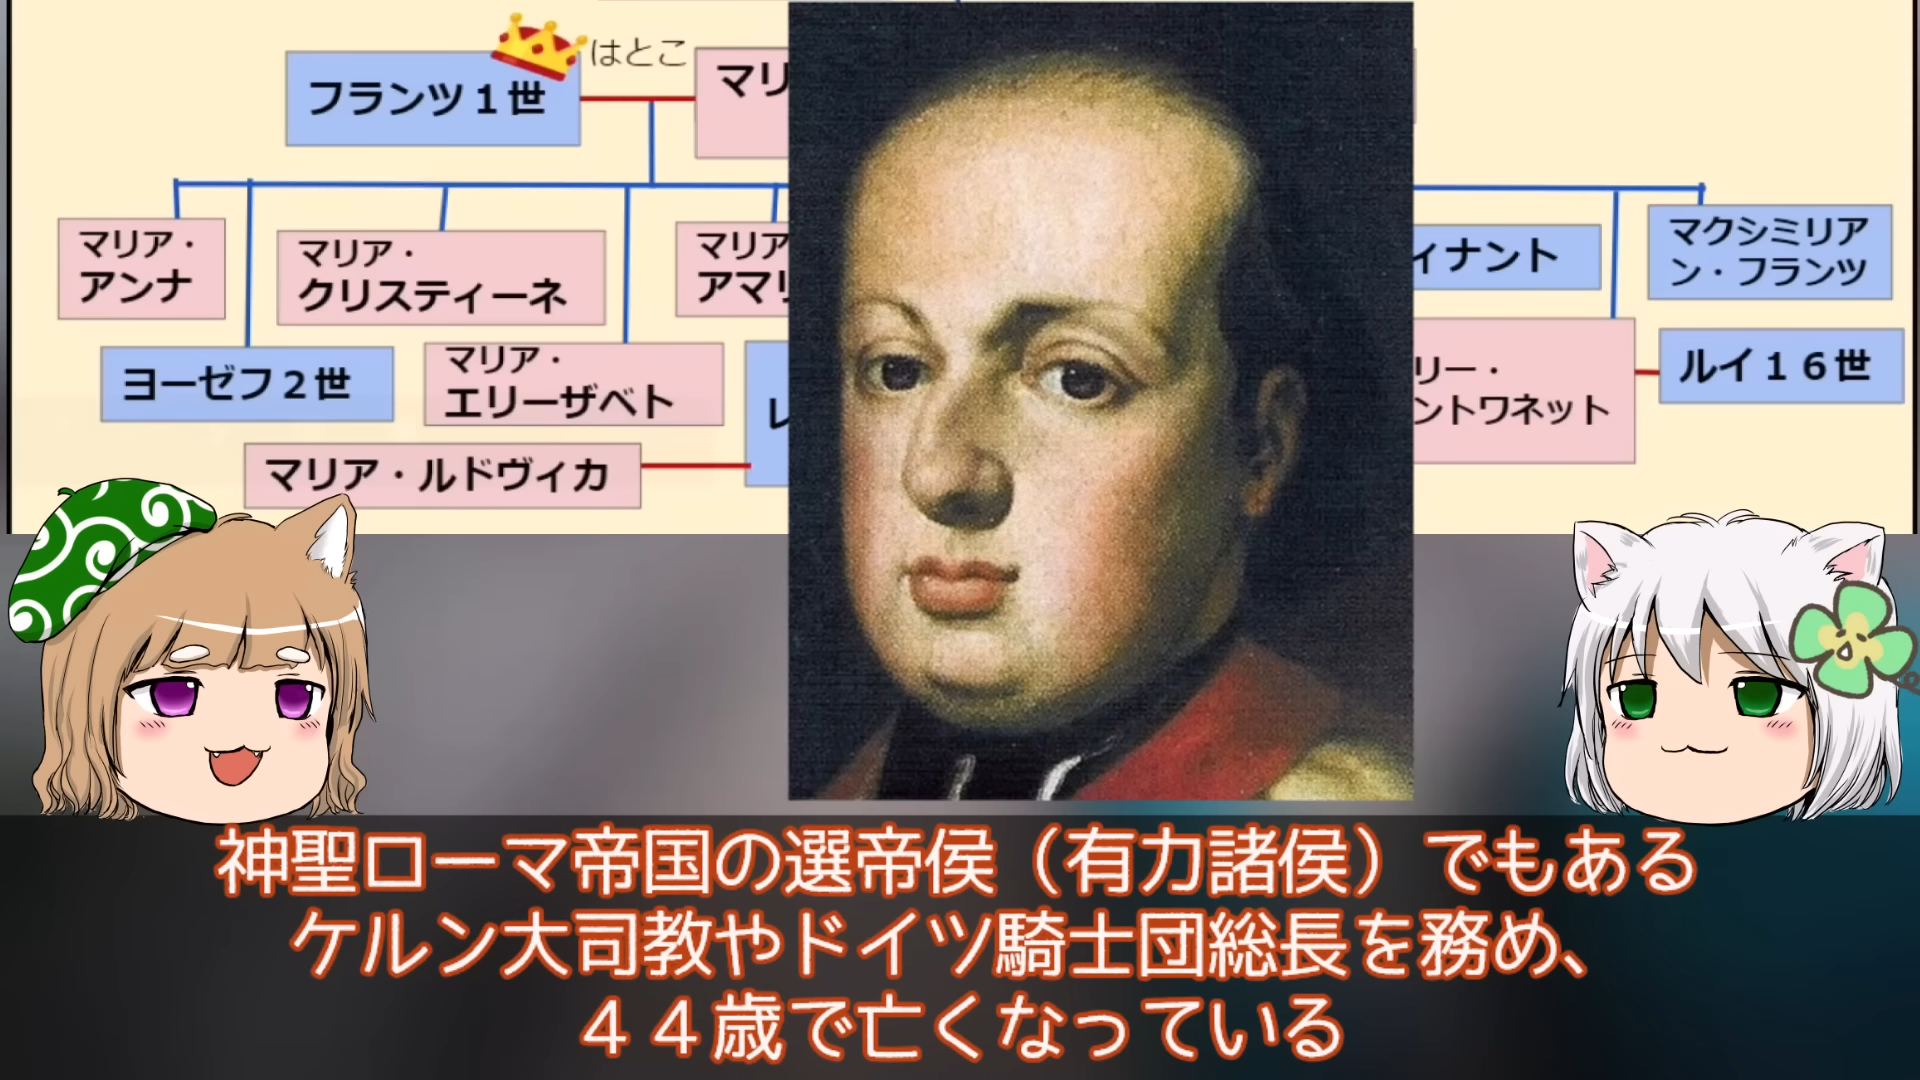 フランツ１世
はとこ
マリ
マリア・
アンナ
マリア・
クリスティーネ
マリア
アマリ
ィナント
マクシミリア
ン・フランツ
ヨーゼフ２世
マリア・
エリーザベト
レ
リー・
ントワネット
ルイ１６世
マリア・ルドヴィカ
神聖ローマ帝国の選帝侯（有力諸侯）でもある
ケルン大司教やドイツ騎士団総長を務め、
４４歳で亡くなっている